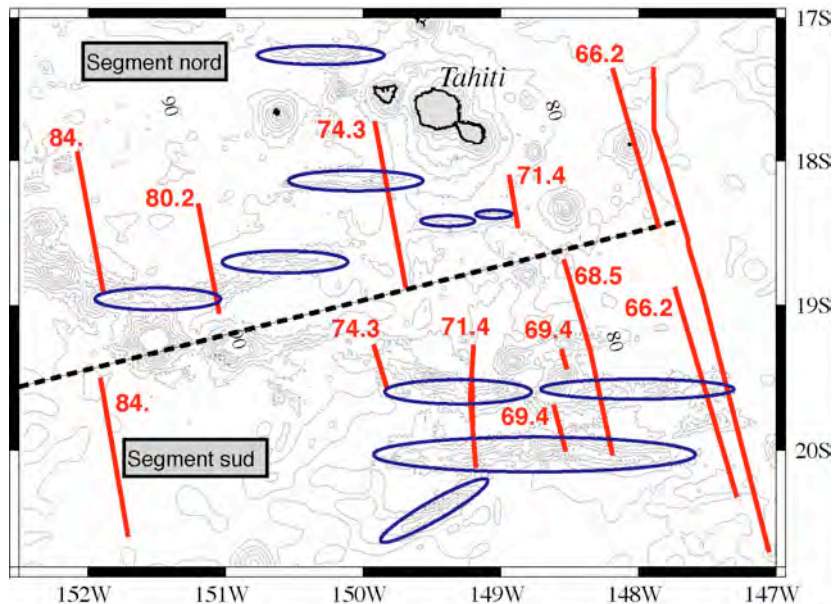 17S
Segment nord
66.2
Tahiti
90
80
74.3
84.
18S
71.4
80.2
68.5
19S
66.2
74.3
71.4
69.4
80
84.
69.4
Segment sud
20S
152W
151W
150W
149W
148W
147W